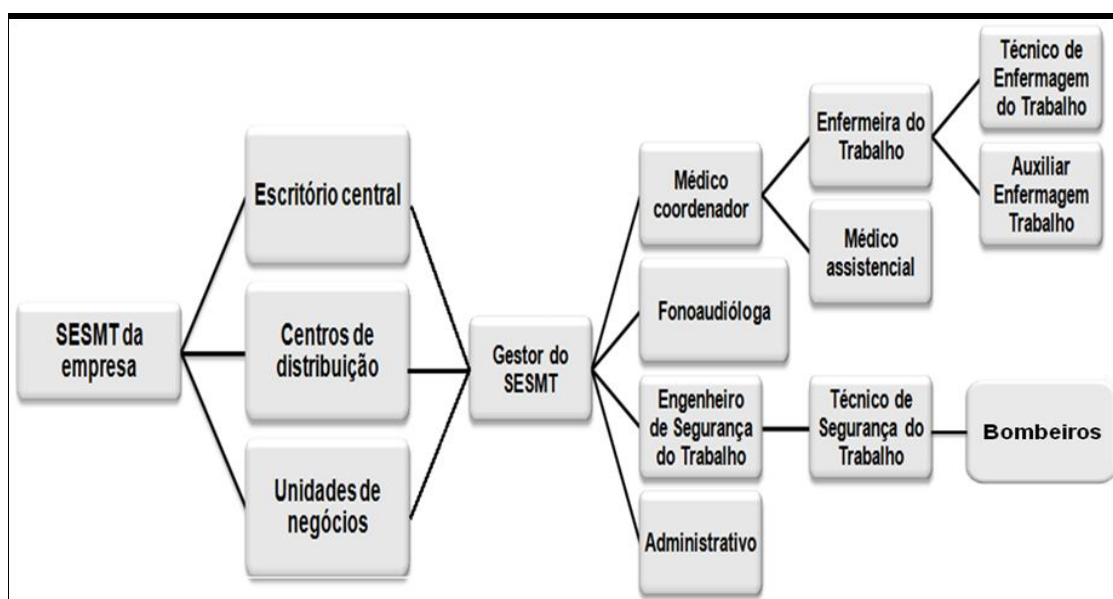 SESMT da
empresa
Escritório central
Centros de
distribuição
Unidades de
negócios
Gestor do
SESMT
Médico
coordenador
Fonoaudióloga
Engenheiro
de Segurança
do Trabalho
Administrativo
Enfermeira do
Trabalho
Médico
assistencial
Técnico de
Segurança do
Trabalho
Técnico de
Enfermagem
do Trabalho
Auxiliar
Enfermagem
Trabalho
Bombeiros